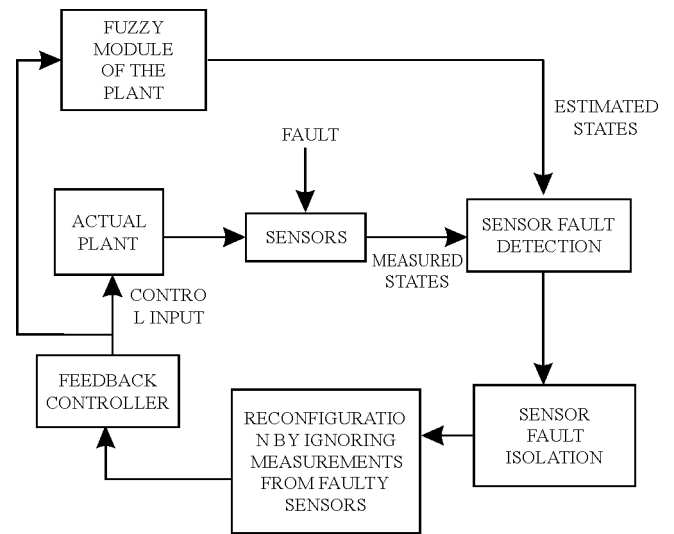 FUZZY
MODULE
OF THE
PLANT
ESTIMATED
STATES
FAULT
ACTUAL
PLANT
SENSORS
SENSOR FAULT
DETECTION
MEASURED
STATES
CONTRO
L INPUT
FEEDBACK
CONTROLLER
RECONFIGURATIO
N BY IGNORING
MEASUREMENTS
FROM FAULTY
SENSORS
SENSOR
FAULT
ISOLATION